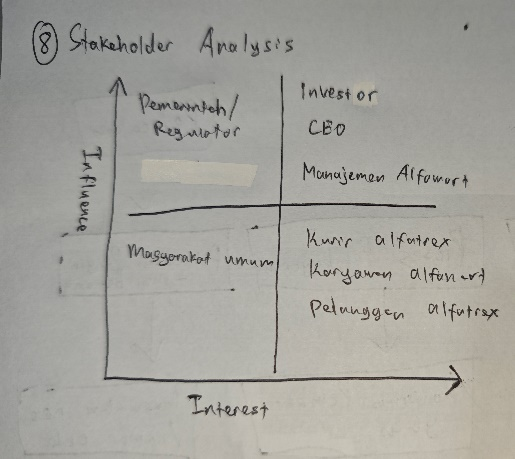 8 Stakeholder Analysis
Influence
Pemerintah/
Regulator
Investor
CEO
Manajemen Alfamart
Masyarakat umum
Kurir alfatrex
Karyawan alfamart
Pelanggan alfatrex
Interest